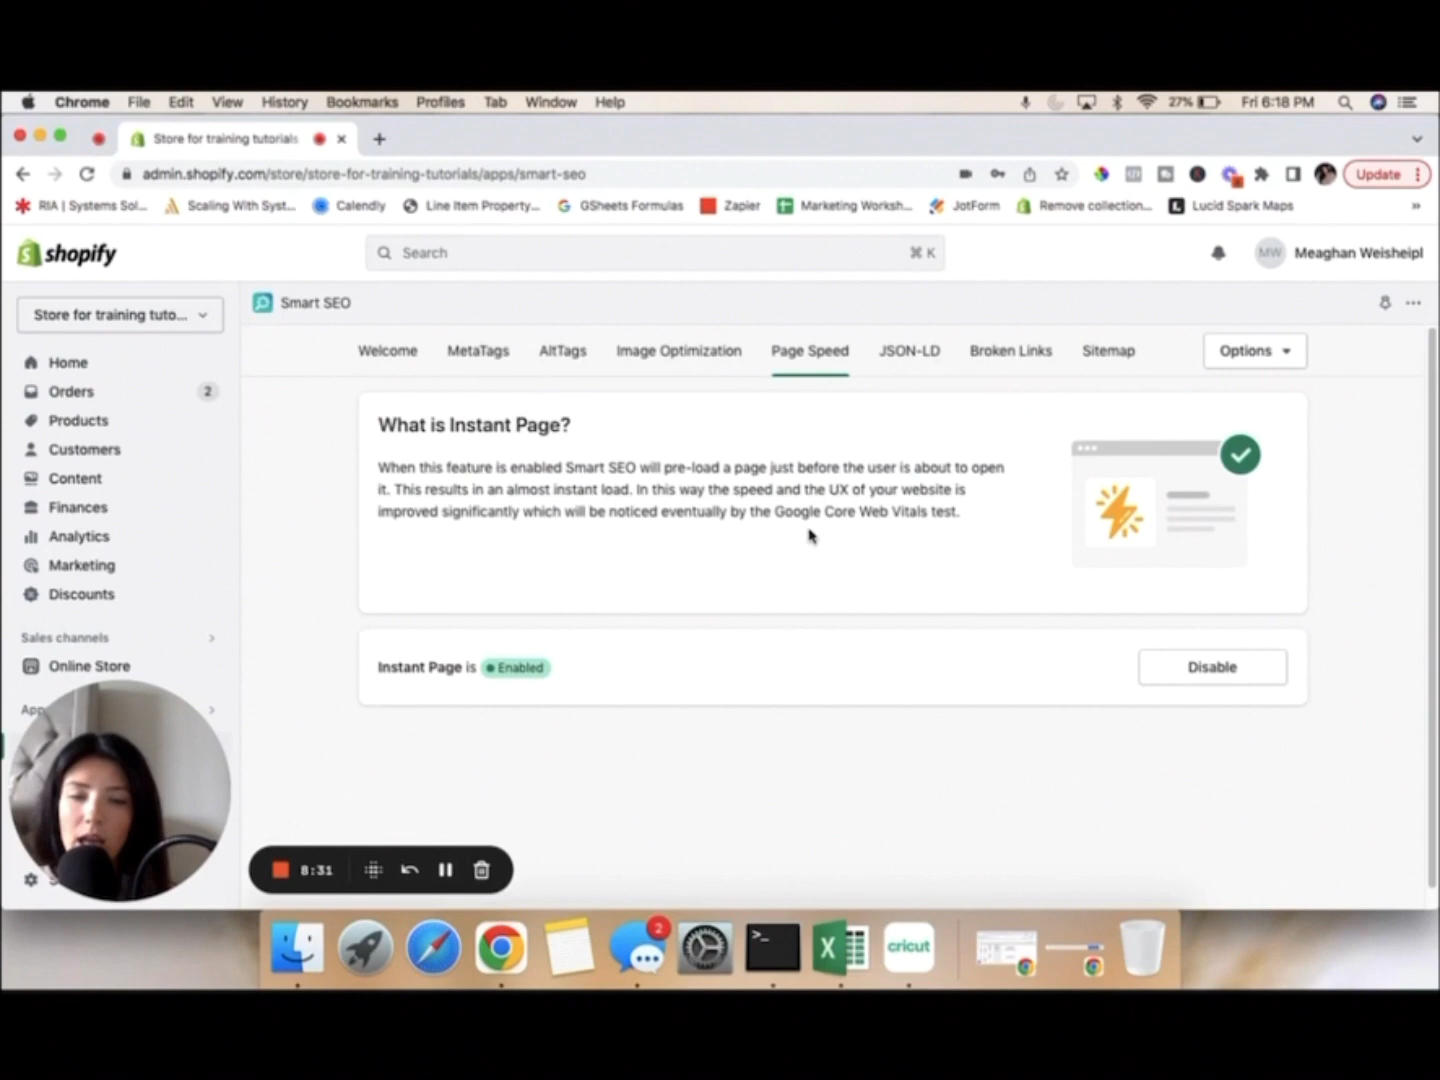 Chrome File Edit View History Bookmarks Profiles Tab Window Help 27% Fri 6:18 PM
Store for training tutorials
admin.shopify.com/store/store-for-training-tutorials/apps/smart-seo Update
RIA | Systems Sol... Scaling With Syst... Calendly Line Item Property... GSheets Formulas Zapier Marketing Worksh... JotForm Remove collection... Lucid Spark Maps »
shopify Search ⌘ K MW Meaghan Weisheipl
Store for training tuto... Smart SEO
Welcome MetaTags AltTags Image Optimization Page Speed JSON-LD Broken Links Sitemap Options
Home
Orders 2
Products
Customers
Content
Finances
Analytics
Marketing
Discounts
Sales channels
Online Store
App
What is Instant Page?
When this feature is enabled Smart SEO will pre-load a page just before the user is about to open
it. This results in an almost instant load. In this way the speed and the UX of your website is
improved significantly which will be noticed eventually by the Google Core Web Vitals test.
Instant Page is Enabled Disable
8:31
2
>_
X
cricut